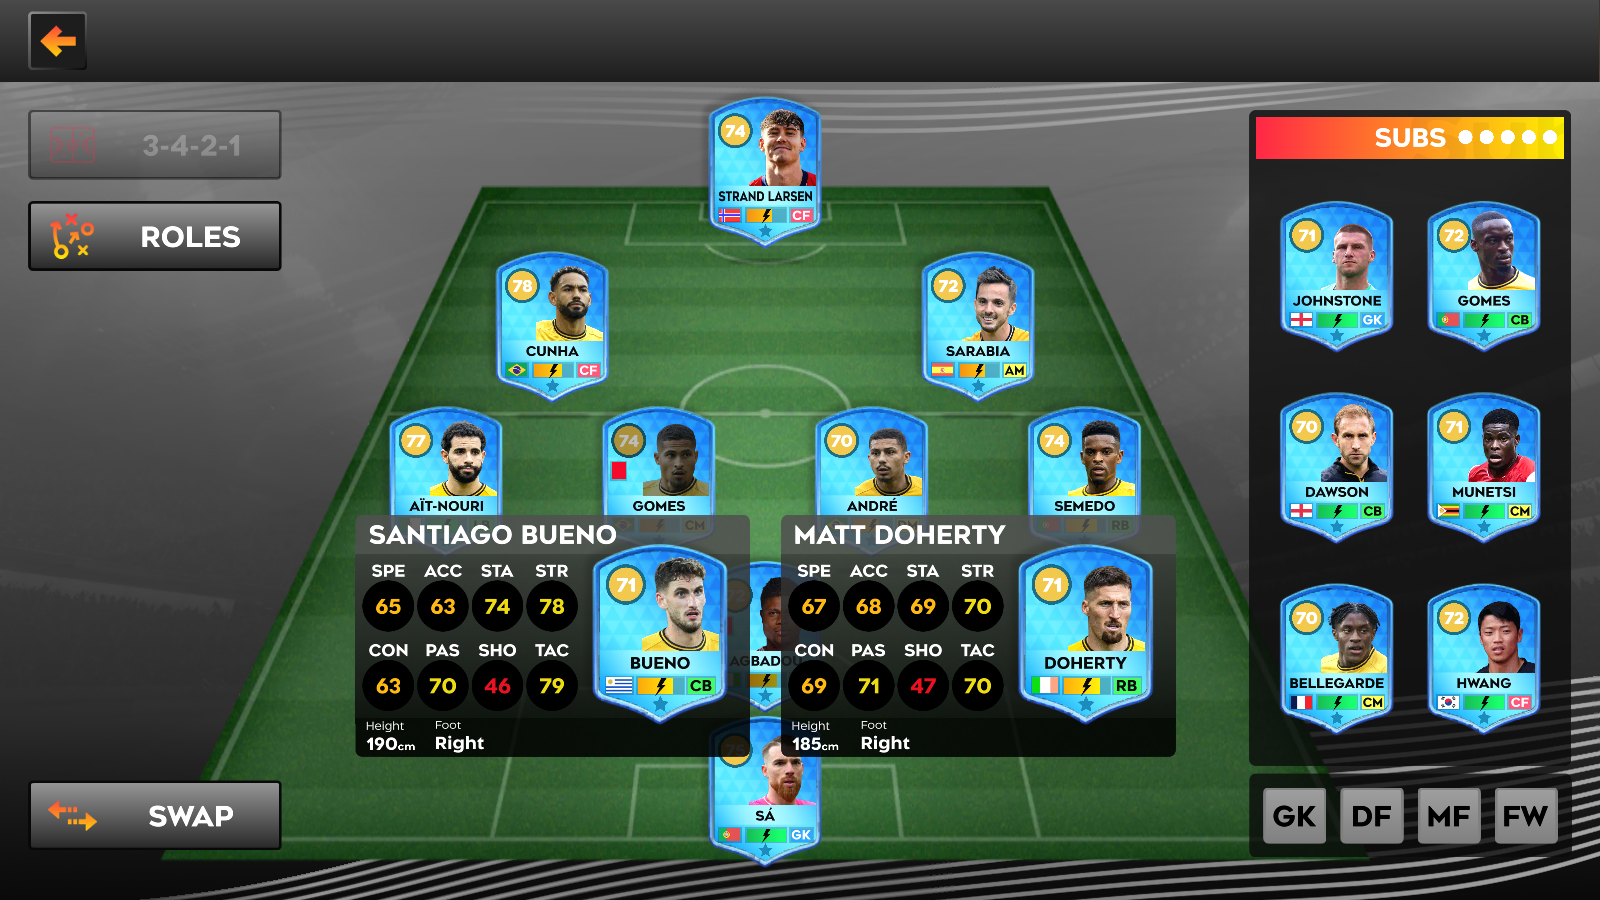 3-4-2-1
ROLES
SWAP
74
STRAND LARSEN
CF
78
CUNHA
CF
72
SARABIA
AM
77
AÏT-NOURI
74
GOMES
CM
70
ANDRÉ
74
SEMEDO
RB
SANTIAGO BUENO
SPE ACC STA STR
65 63 74 78
CON PAS SHO TAC
63 70 46 79
Height Foot
190cm Right
71
BUENO
CB
AGBADOU
MATT DOHERTY
SPE ACC STA STR
67 68 69 70
CON PAS SHO TAC
69 71 47 70
Height Foot
185cm Right
71
DOHERTY
RB
SÁ
GK
SUBS
71
JOHNSTONE
GK
72
GOMES
CB
70
DAWSON
CB
71
MUNETSI
CM
70
BELLEGARDE
CM
72
HWANG
CF
GK DF MF FW